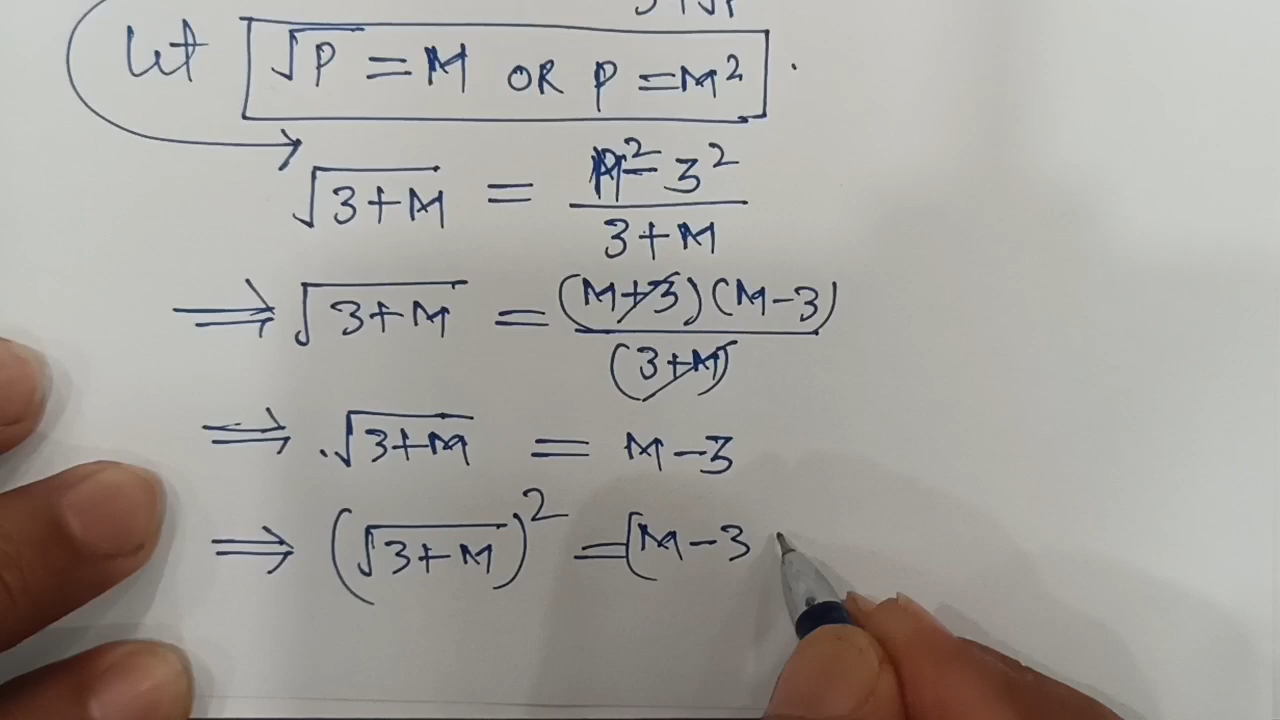 Let √P = M OR P = M²
√3+M = M² - 3² / 3+M
⟹ √3+M = (M+3)(M-3) / (3+M)
⟹ √3+M = M-3
⟹ (√3+M)² = (M-3